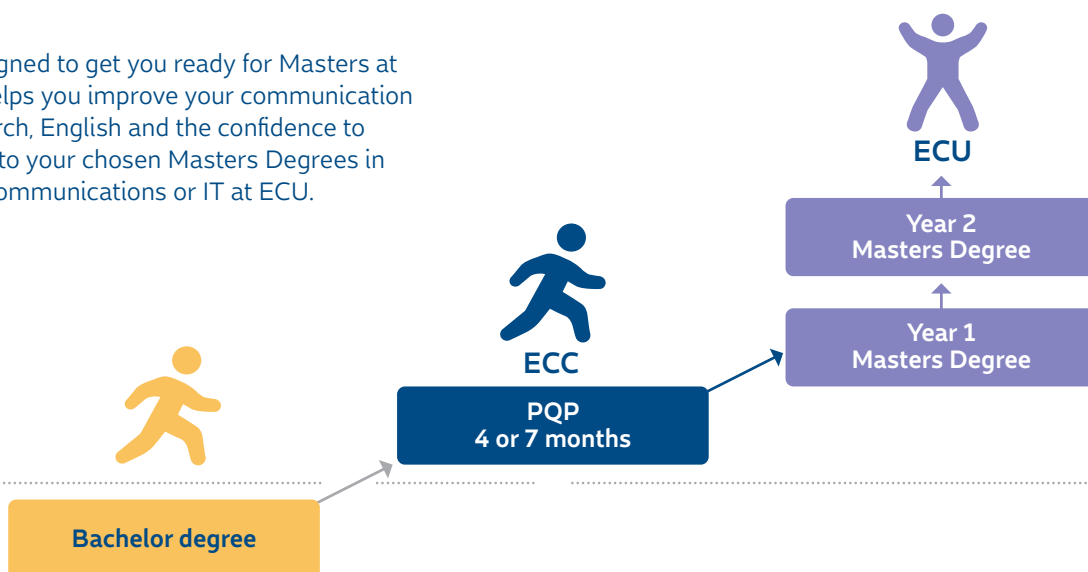 gned to get you ready for Masters at
elps you improve your communication
rch, English and the confidence to
to your chosen Masters Degrees in
ommunications or IT at ECU.
ECU
Year 2
Masters Degree
Year 1
Masters Degree
ECC
PQP
4 or 7 months
Bachelor degree